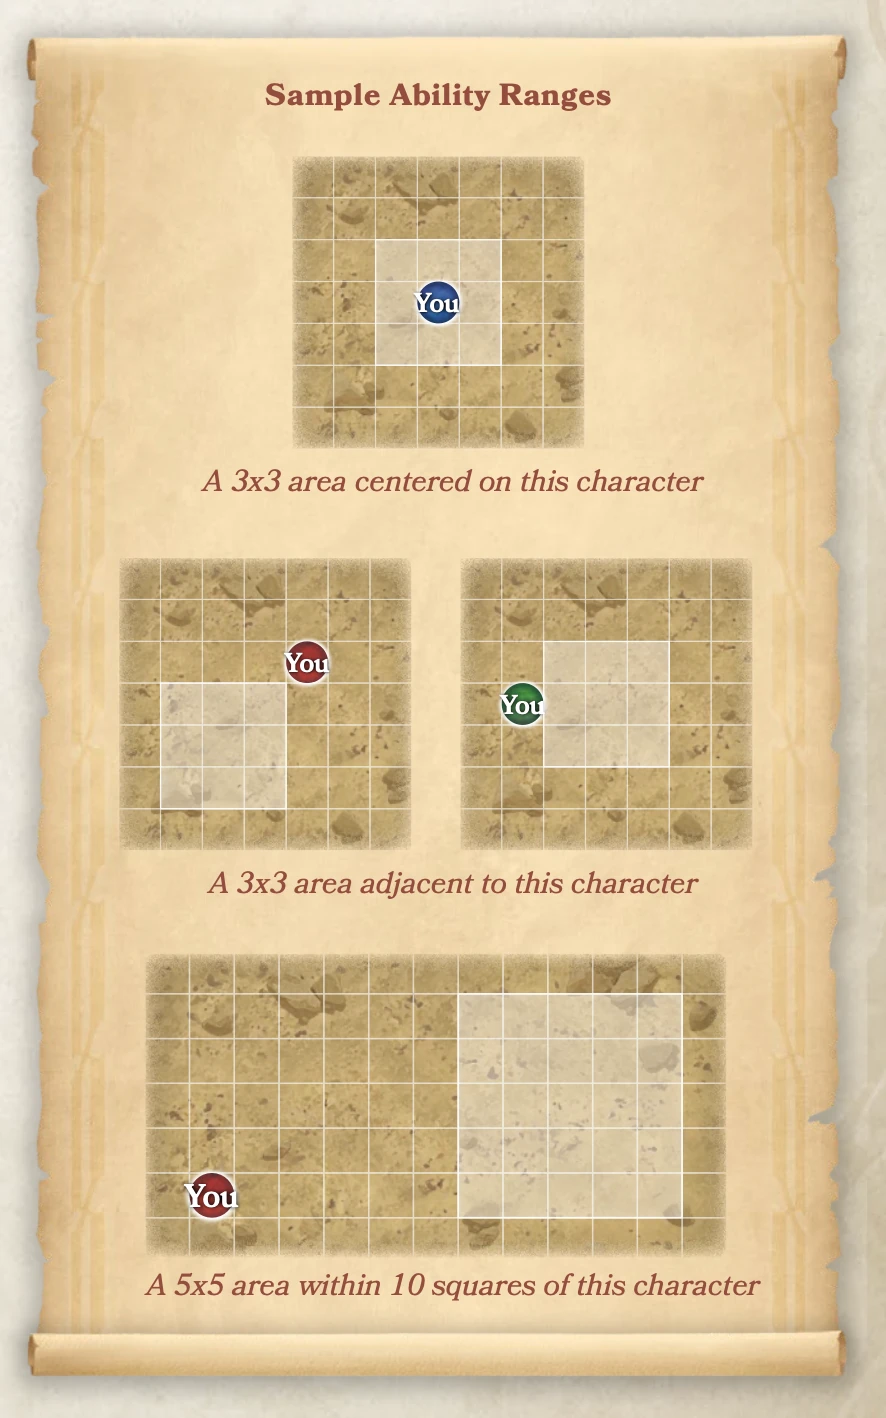 Sample Ability Ranges
You
A 3x3 area centered on this character
You
You
A 3x3 area adjacent to this character
You
A 5x5 area within 10 squares of this character